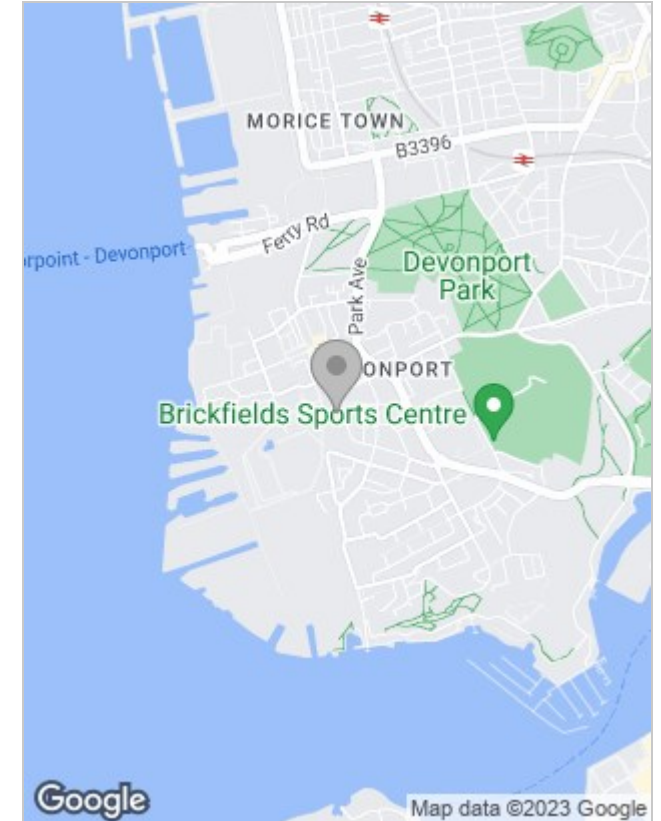 MORICE TOWN
B3396
Ferry Rd
rpoint - Devonport
Park Ave
Devonport
Park
ONPORT
Brickfields Sports Centre
Google
Map data ©2023 Google